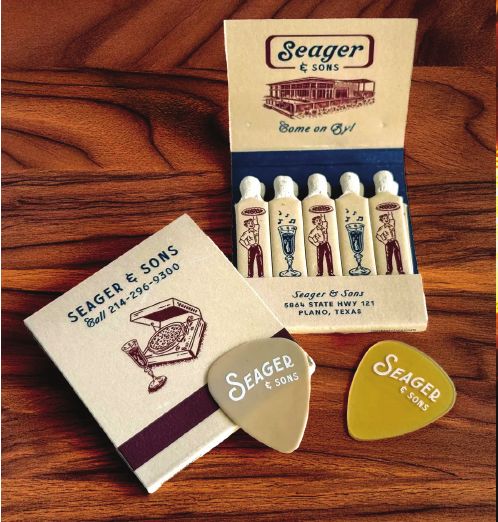 Seager
& SONS
Come on By!
Seager & Sons
5864 STATE HWY 121
PLANO, TEXAS
SEAGER & SONS
Call 214-296-9300
SEAGER
& SONS
SEAGER
& SONS